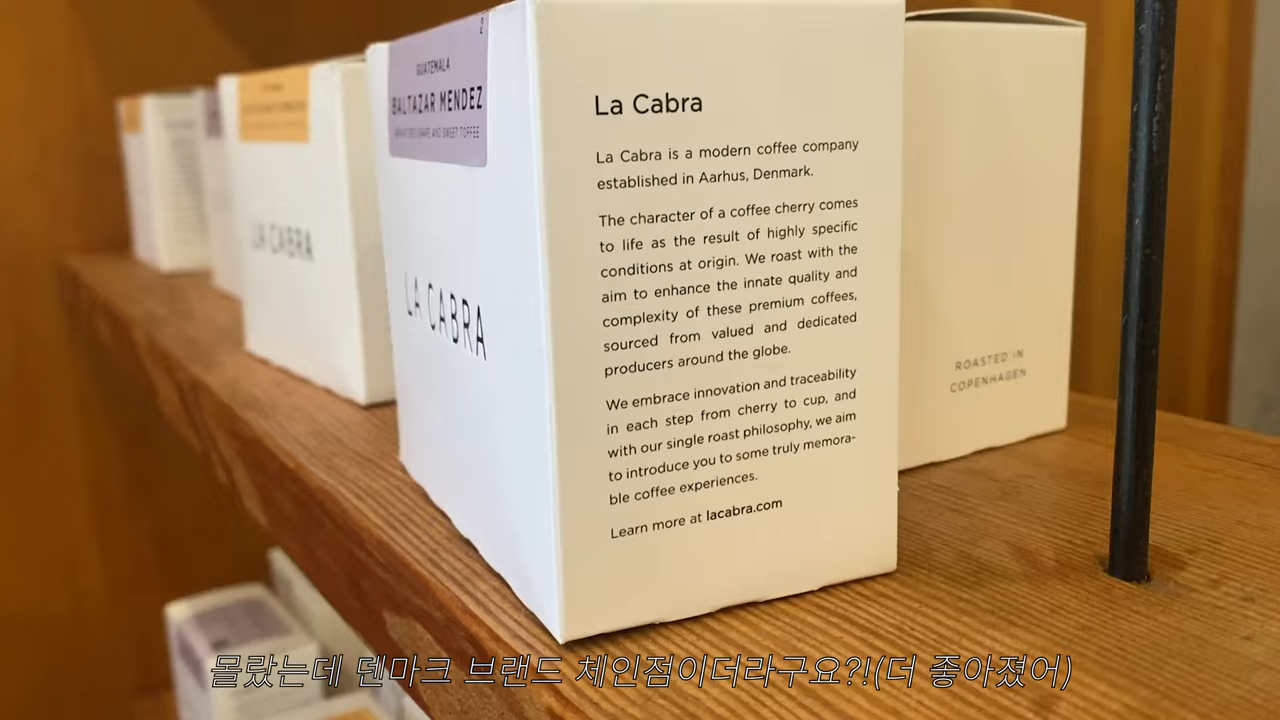 GUATEMALA
BALTAZAR MENDEZ
GRAPE AND SWEET TOFFEE
LA CABRA
LA CABRA
La Cabra
La Cabra is a modern coffee company
established in Aarhus, Denmark.
The character of a coffee cherry comes
to life as the result of highly specific
conditions at origin. We roast with the
aim to enhance the innate quality and
complexity of these premium coffees,
sourced from valued and dedicated
producers around the globe.
We embrace innovation and traceability
in each step from cherry to cup, and
with our single roast philosophy, we aim
to introduce you to some truly memora-
ble coffee experiences.
Learn more at lacabra.com
ROASTED IN
COPENHAGEN
몰랐는데 덴마크 브랜드 체인점이더라구요?!(더 좋아졌어)